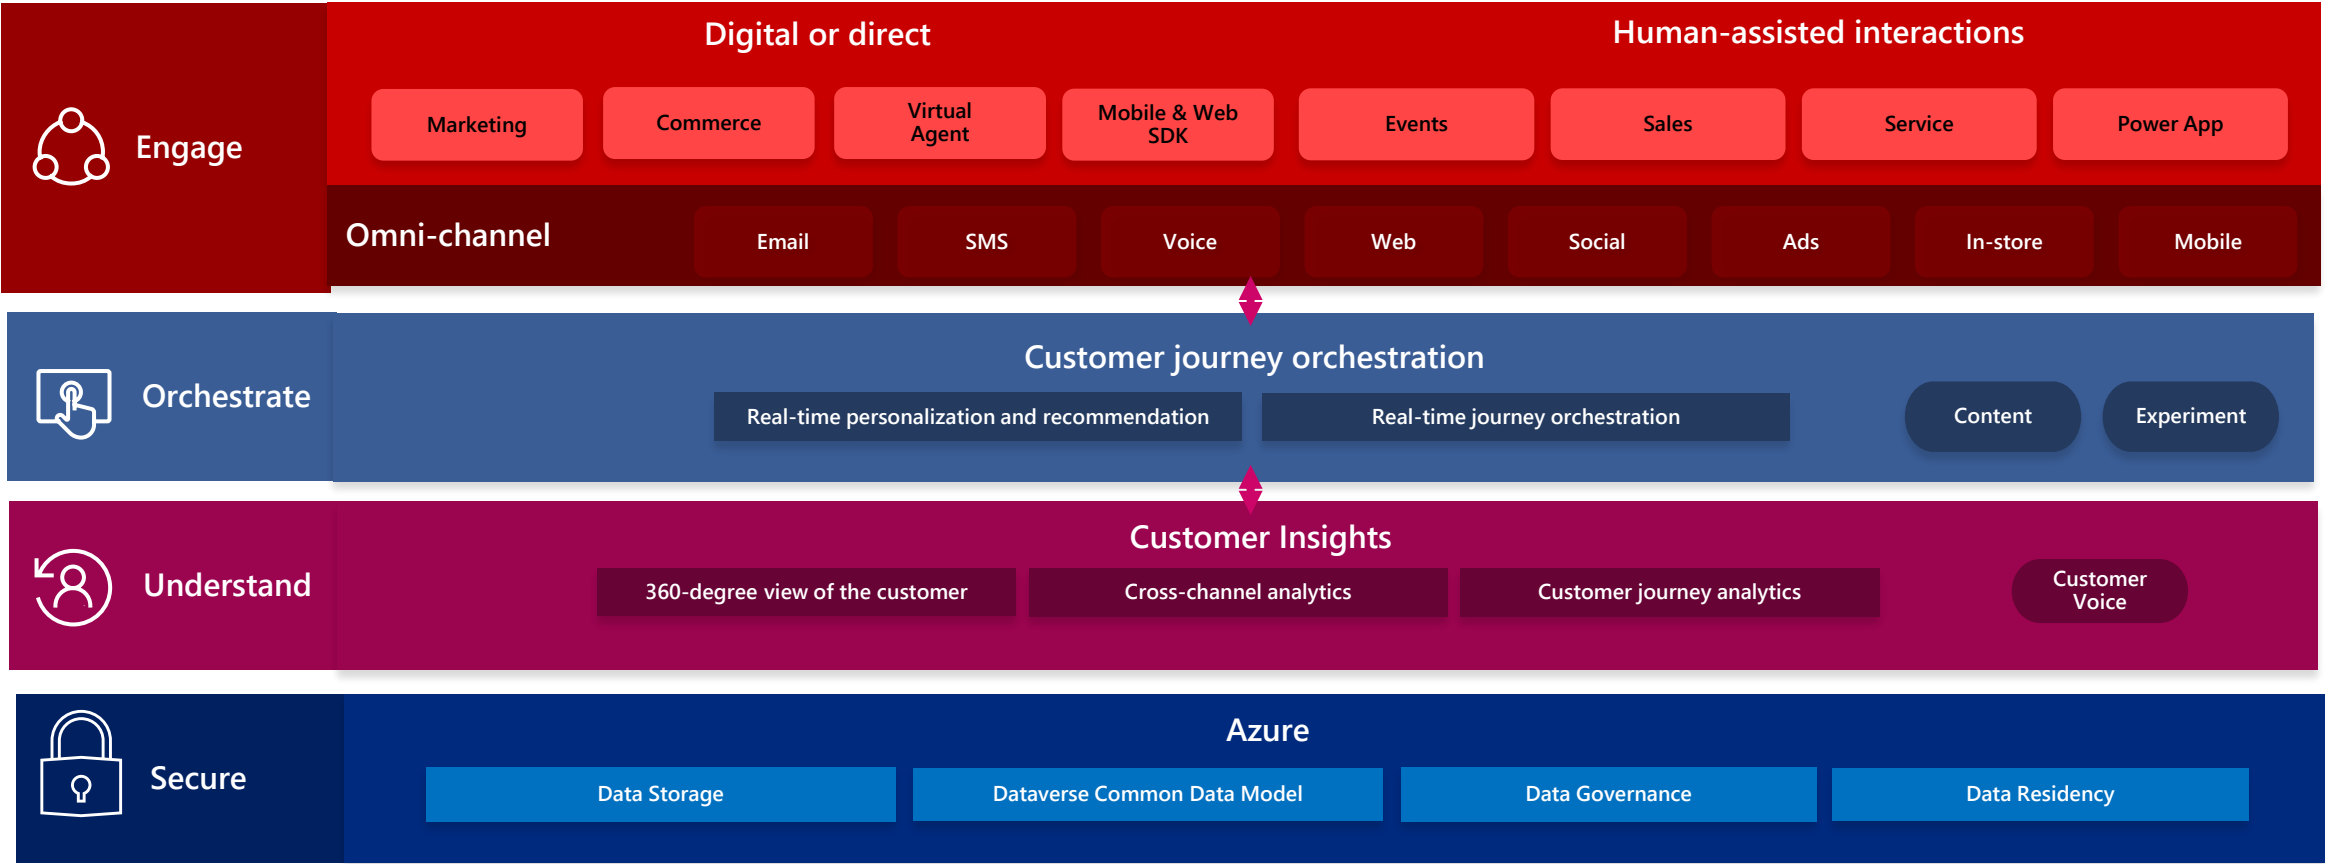 Digital or direct
Human-assisted interactions
Engage
Marketing
Commerce
Virtual
Agent
Mobile & Web
SDK
Events
Sales
Service
Power App
Omni-channel
Email
SMS
Voice
Web
Social
Ads
In-store
Mobile
Orchestrate
Customer journey orchestration
Real-time personalization and recommendation
Real-time journey orchestration
Content
Experiment
Understand
Customer Insights
360-degree view of the customer
Cross-channel analytics
Customer journey analytics
Customer
Voice
Secure
Azure
Data Storage
Dataverse Common Data Model
Data Governance
Data Residency